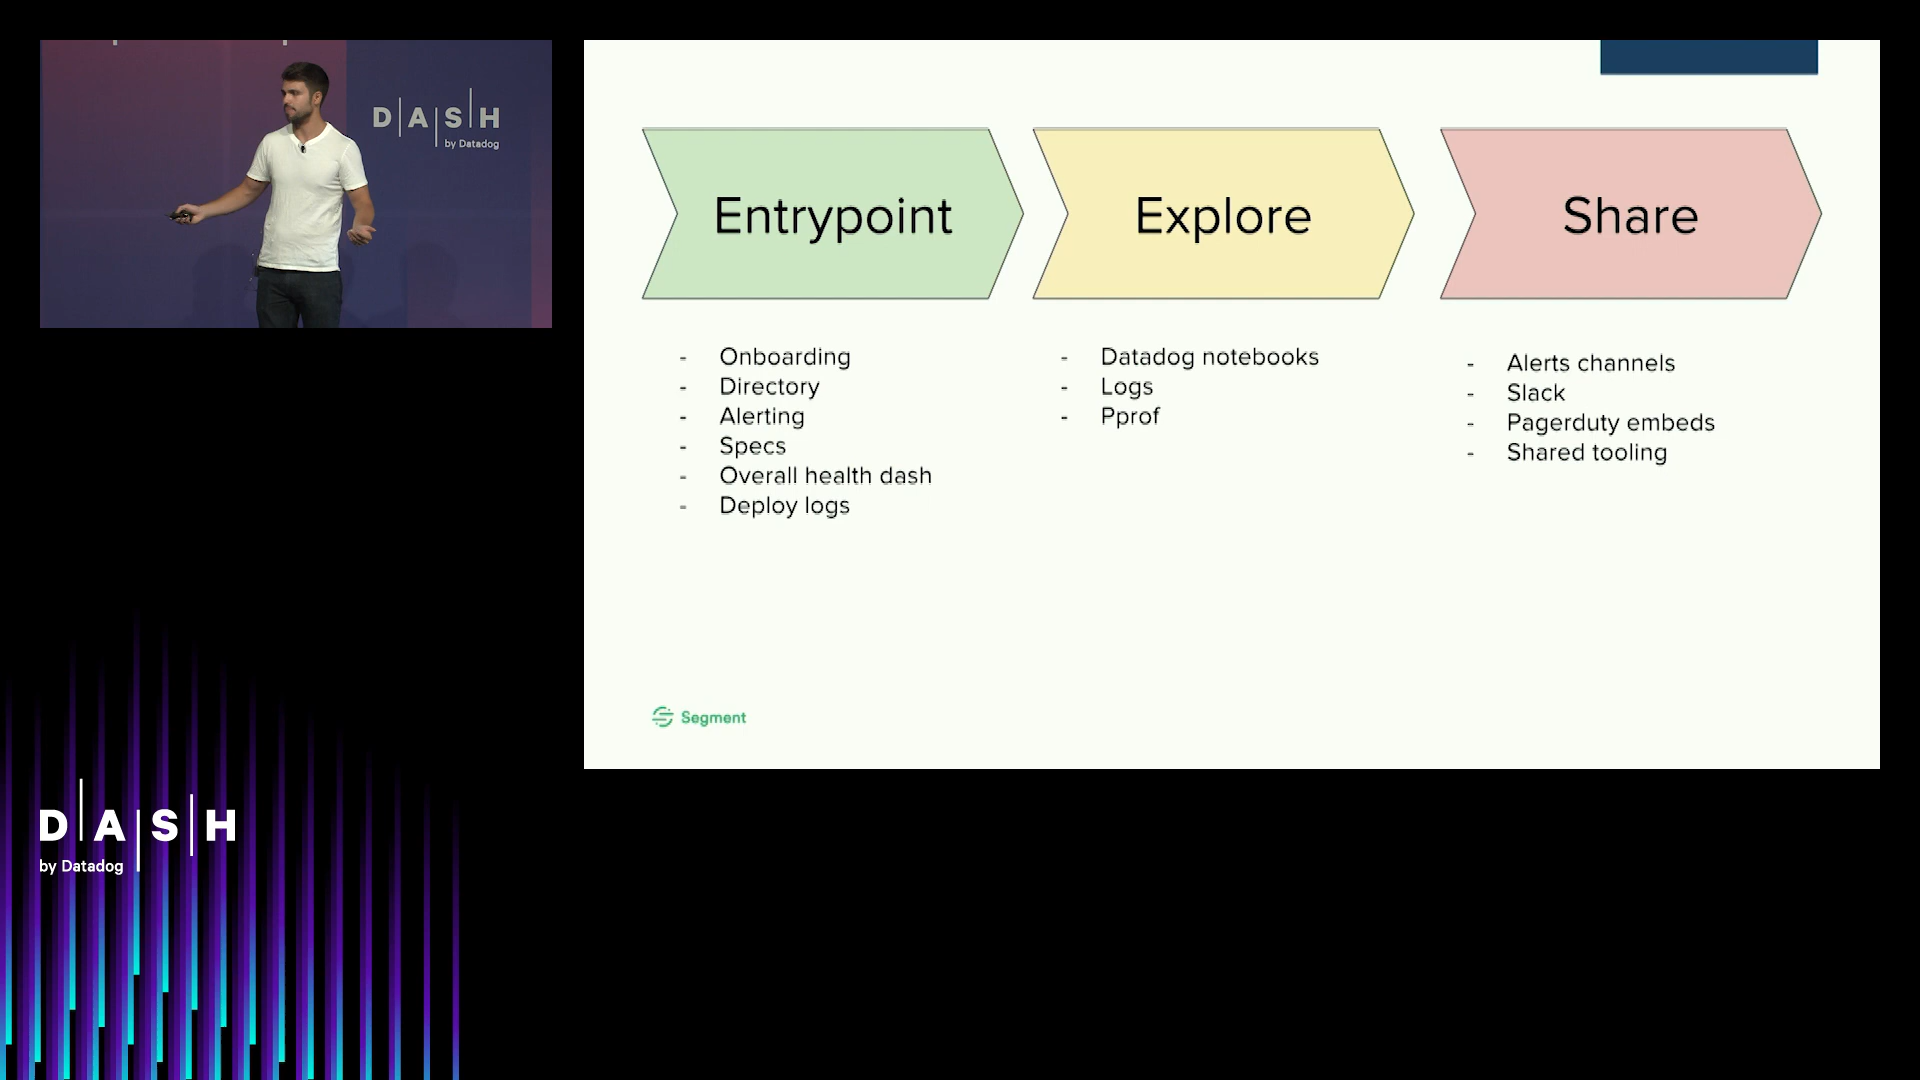 D|A|S|H
by Datadog
Entrypoint
Explore
Share
- Onboarding
- Directory
- Alerting
- Specs
- Overall health dash
- Deploy logs
- Datadog notebooks
- Logs
- Pprof
- Alerts channels
- Slack
- Pagerduty embeds
- Shared tooling
Segment
D|A|S|H
by Datadog